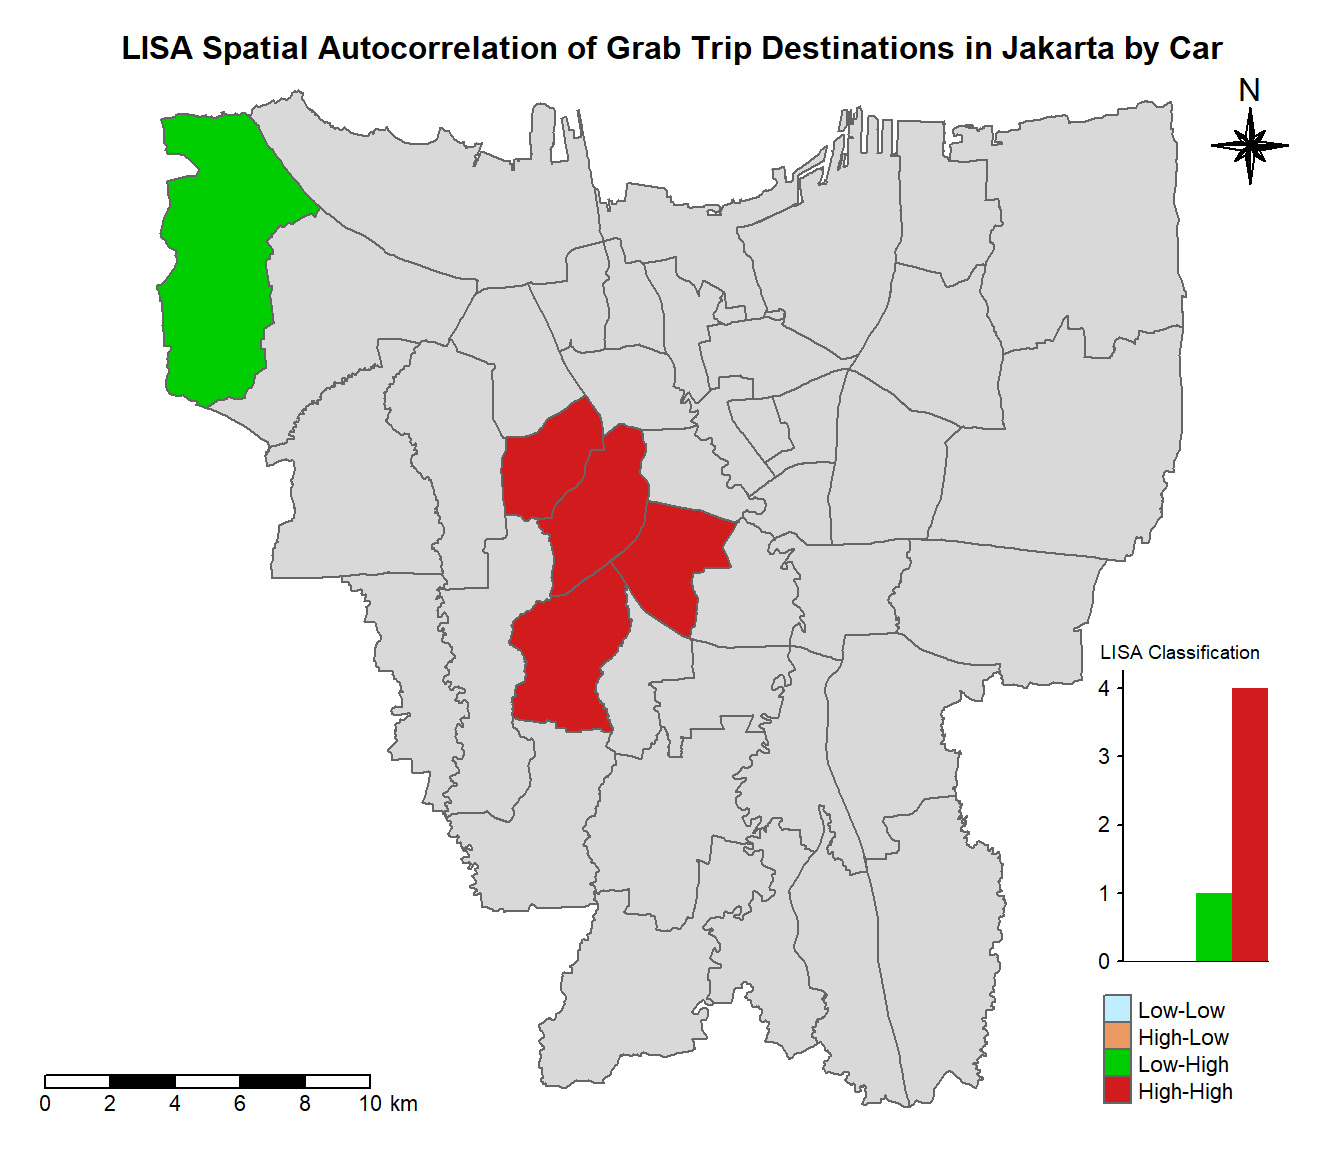 LISA Spatial Autocorrelation of Grab Trip Destinations in Jakarta by Car
N
LISA Classification
4
3
2
1
0
Low-Low
High-Low
Low-High
High-High
0 2 4 6 8 10 km